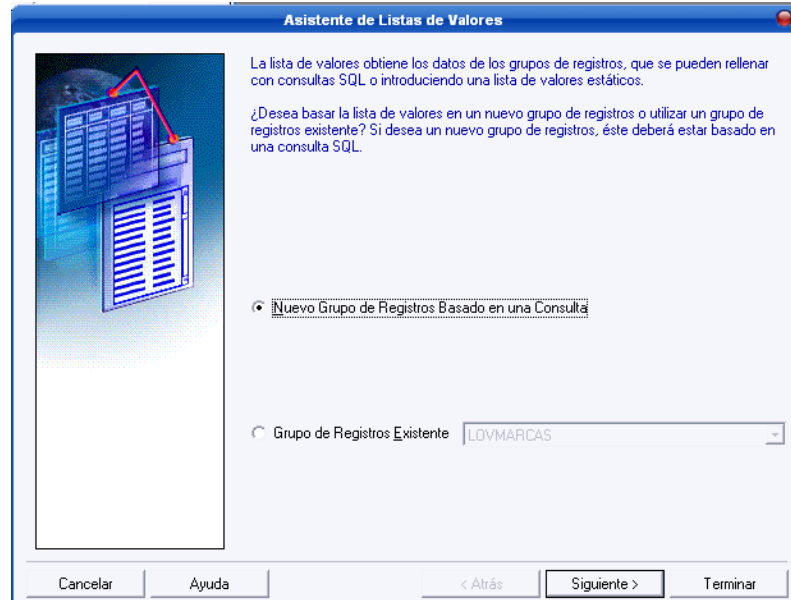 Asistente de Listas de Valores
La lista de valores obtiene los datos de los grupos de registros, que se pueden rellenar
con consultas SQL o introduciendo una lista de valores estáticos.
¿Desea basar la lista de valores en un nuevo grupo de registros o utilizar un grupo de
registros existente? Si desea un nuevo grupo de registros, éste deberá estar basado en
una consulta SQL.
Nuevo Grupo de Registros Basado en una Consulta
Grupo de Registros Existente LOVMARCAS
Cancelar Ayuda < Atrás Siguiente > Terminar